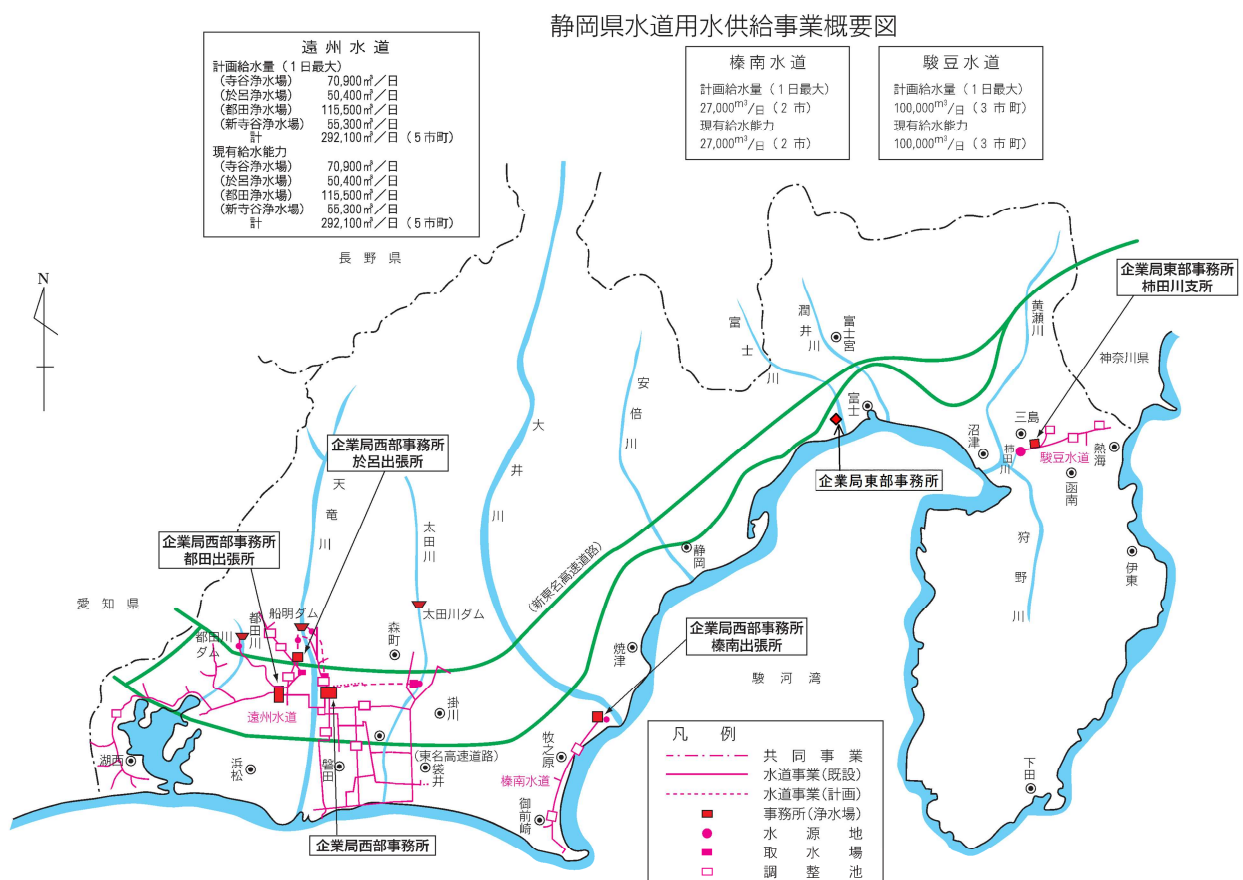 静岡県水道用水供給事業概要図
遠州水道
計画給水量(1日最大)
(寺谷浄水場) 70,900㎥/日
(於呂浄水場) 50,400㎥/日
(都田浄水場) 115,500㎥/日
(新寺谷浄水場) 55,300㎥/日
計 292,100㎥/日(5市町)
現有給水能力
(寺谷浄水場) 70,900㎥/日
(於呂浄水場) 50,400㎥/日
(都田浄水場) 115,500㎥/日
(新寺谷浄水場) 55,300㎥/日
計 292,100㎥/日(5市町)
榛南水道
計画給水量(1日最大)
27,000m³/日(2市)
現有給水能力
27,000m³/日(2市)
駿豆水道
計画給水量(1日最大)
100,000m³/日(3市町)
現有給水能力
100,000m³/日(3市町)
長野県
N
企業局東部事務所
柿田川支所
黄瀬川
潤井川
富士川
富士宮
神奈川県
安倍川
大井川
富士
三島
沼津
柿田川
駿豆水道
熱海
函南
企業局西部事務所
於呂出張所
企業局東部事務所
天竜川
太田川
狩野川
企業局西部事務所
都田出張所
静岡
(新東名高速道路)
伊東
愛知県
船明ダム
太田川ダム
都田川
都田川
ダム
森町
企業局西部事務所
榛南出張所
焼津
駿河湾
遠州水道
掛川
牧之原
(東名高速道路)
湖西
浜松
磐田
袋井
榛南水道
御前崎
下田
企業局西部事務所
凡例
共同事業
水道事業(既設)
水道事業(計画)
事務所(浄水場)
水源地
取水場
調整池